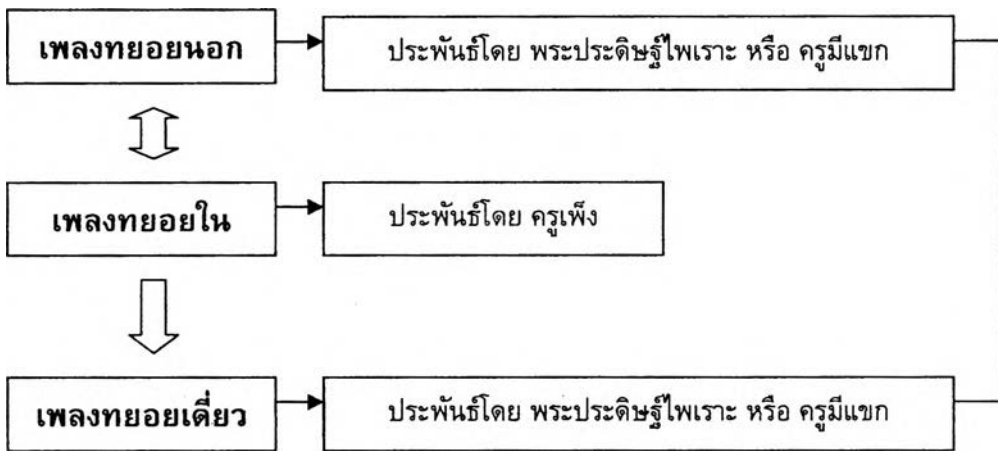 เพลงทยอยนอก
ประพันธ์โดย พระประดิษฐ์ไพเราะ หรือ ครูมีแขก
เพลงทยอยใน
ประพันธ์โดย ครูเพ็ง
เพลงทยอยเดี่ยว
ประพันธ์โดย พระประดิษฐ์ไพเราะ หรือ ครูมีแขก